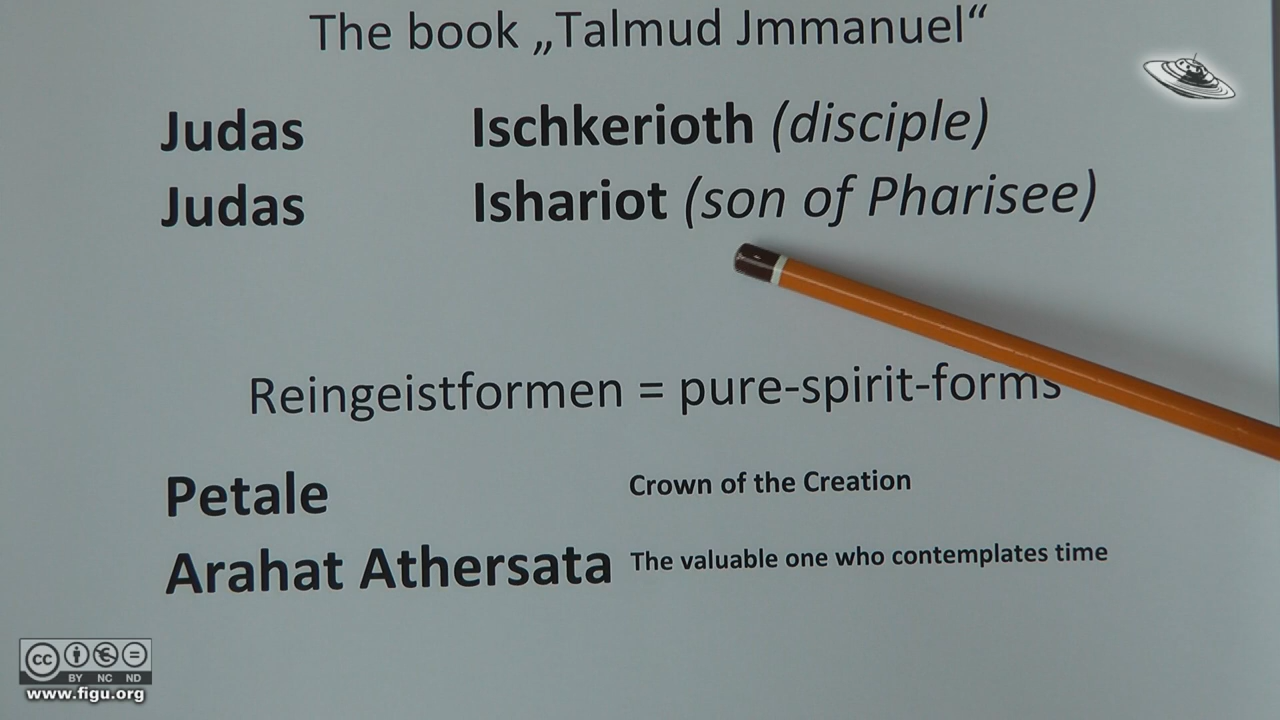 The book „Talmud Jmmanuel“
Judas Ischkerioth (disciple)
Judas Ishariot (son of Pharisee)
Reingeistformen = pure-spirit-forms
Petale Crown of the Creation
Arahat Athersata The valuable one who contemplates time
cc BY NC ND
www.figu.org